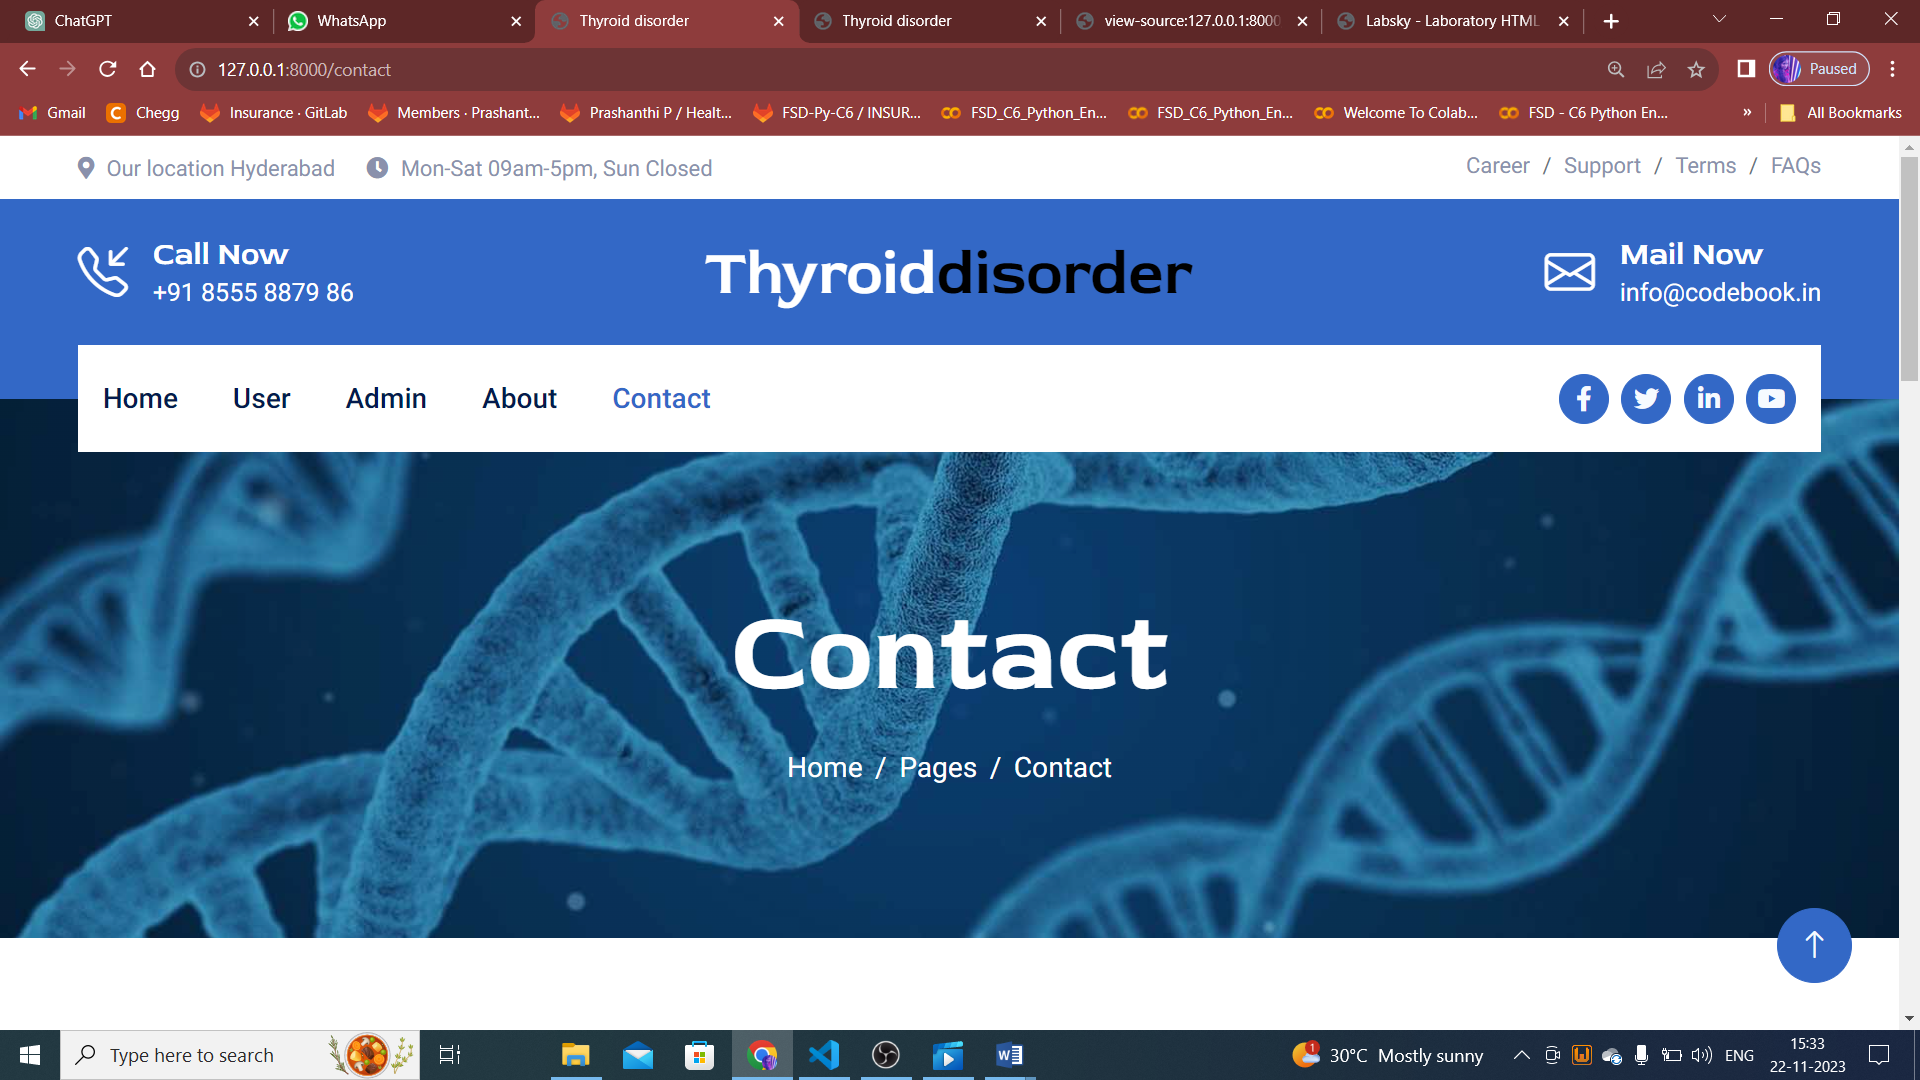 ChatGPT
WhatsApp
Thyroid disorder
Thyroid disorder
view-source:127.0.0.1:8000
Labsky - Laboratory HTML
127.0.0.1:8000/contact
Paused
Gmail
Chegg
Insurance · GitLab
Members · Prashant...
Prashanthi P / Healt...
FSD-Py-C6 / INSUR...
FSD_C6_Python_En...
FSD_C6_Python_En...
Welcome To Colab...
FSD - C6 Python En...
»
All Bookmarks
Our location Hyderabad
Mon-Sat 09am-5pm, Sun Closed
Career / Support / Terms / FAQs
Call Now
+91 8555 8879 86
Thyroiddisorder
Mail Now
info@codebook.in
Home
User
Admin
About
Contact
Contact
Home / Pages / Contact
Type here to search
1
30°C Mostly sunny
ENG
15:33
22-11-2023